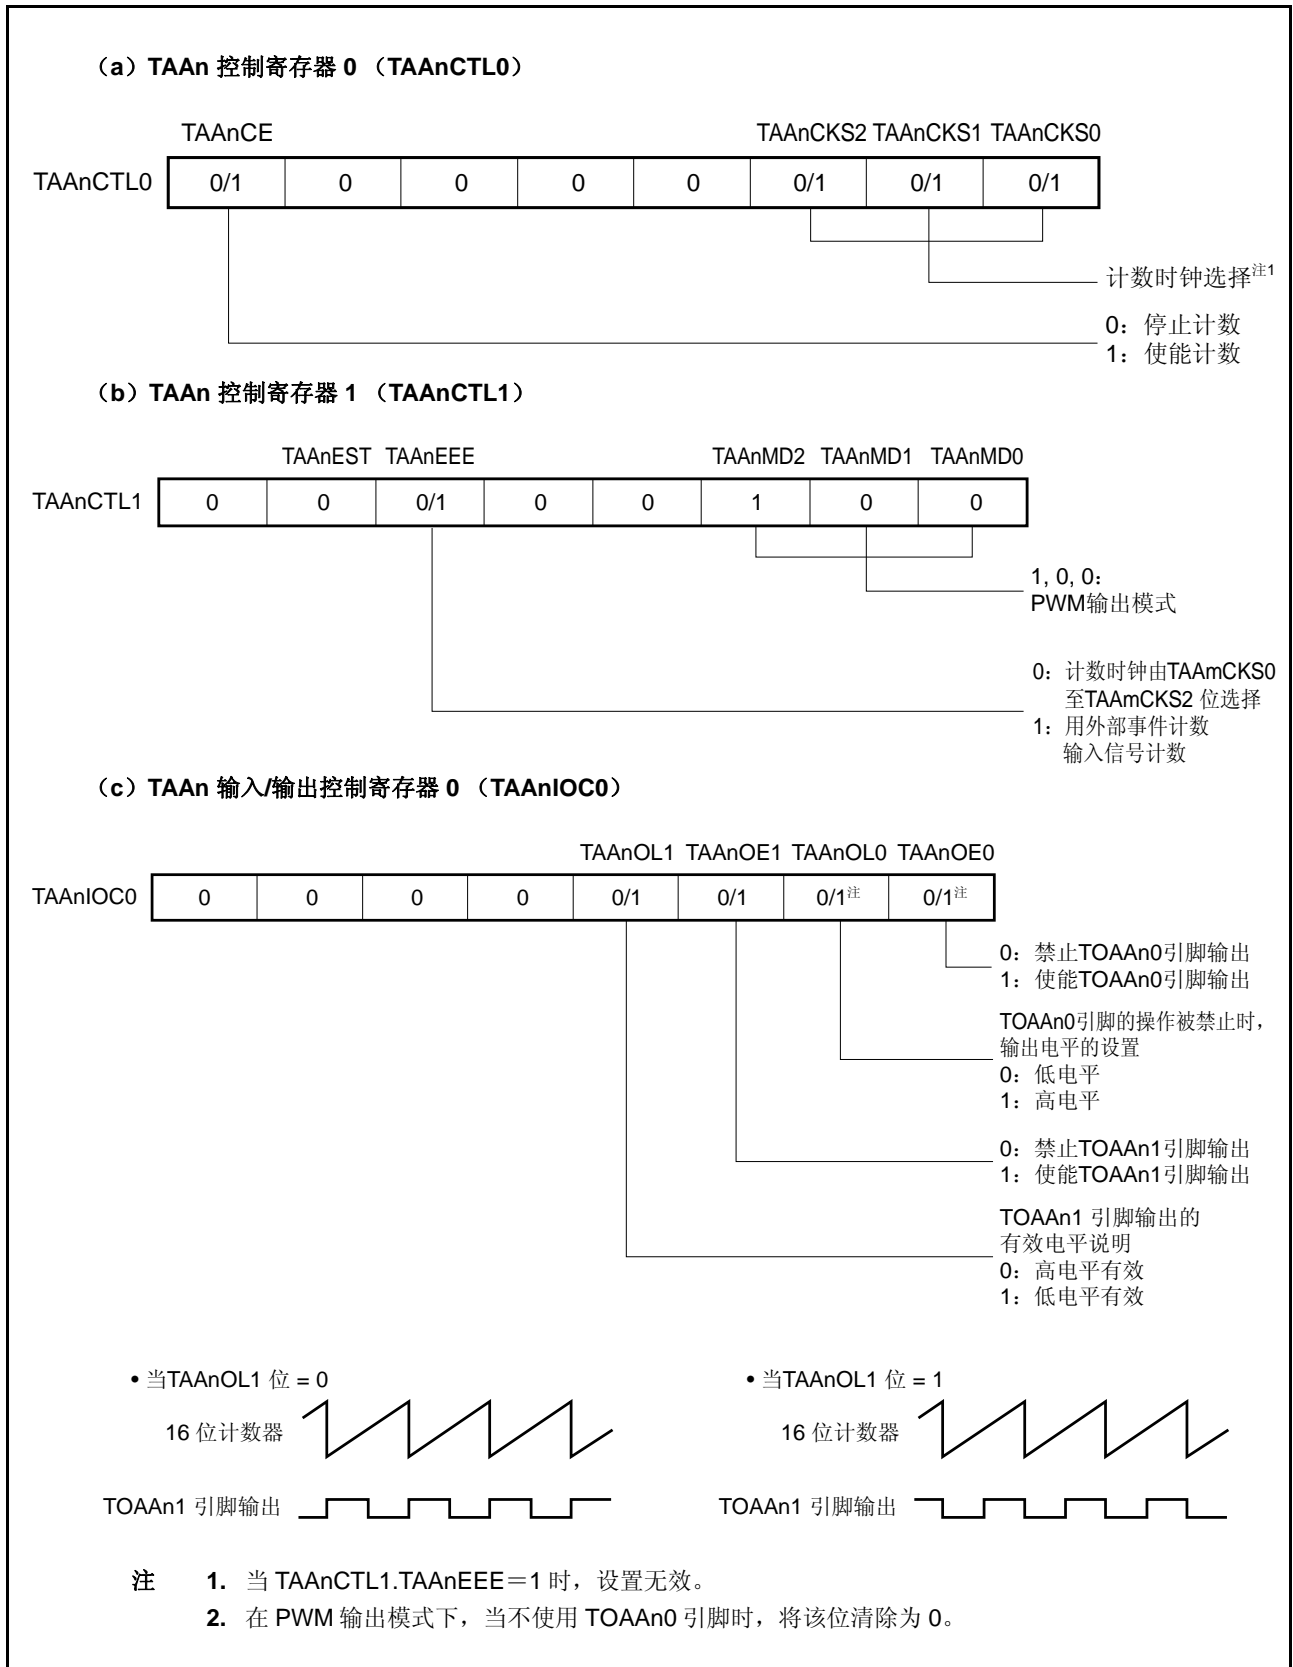 （a）TAAn 控制寄存器 0 （TAAnCTL0）
TAAnCE TAAnCKS2 TAAnCKS1 TAAnCKS0
TAAnCTL0 0/1 0 0 0 0 0/1 0/1 0/1
计数时钟选择注1
0：停止计数
1：使能计数
（b）TAAn 控制寄存器 1 （TAAnCTL1）
TAAnEST TAAnEEE TAAnMD2 TAAnMD1 TAAnMD0
TAAnCTL1 0 0 0/1 0 0 1 0 0
1, 0, 0：
PWM输出模式
0：计数时钟由TAAmCKS0
至TAAmCKS2 位选择
1：用外部事件计数
输入信号计数
（c）TAAn 输入/输出控制寄存器 0 （TAAnIOC0）
TAAnOL1 TAAnOE1 TAAnOL0 TAAnOE0
TAAnIOC0 0 0 0 0 0/1 0/1 0/1注 0/1注
0：禁止TOAAn0引脚输出
1：使能TOAAn0引脚输出
TOAAn0引脚的操作被禁止时，
输出电平的设置
0：低电平
1：高电平
0：禁止TOAAn1引脚输出
1：使能TOAAn1引脚输出
TOAAn1 引脚输出的
有效电平说明
0：高电平有效
1：低电平有效
• 当TAAnOL1 位 = 0
16 位计数器
TOAAn1 引脚输出
• 当TAAnOL1 位 = 1
16 位计数器
TOAAn1 引脚输出
注 1. 当 TAAnCTL1.TAAnEEE＝1 时，设置无效。
2. 在 PWM 输出模式下，当不使用 TOAAn0 引脚时，将该位清除为 0。